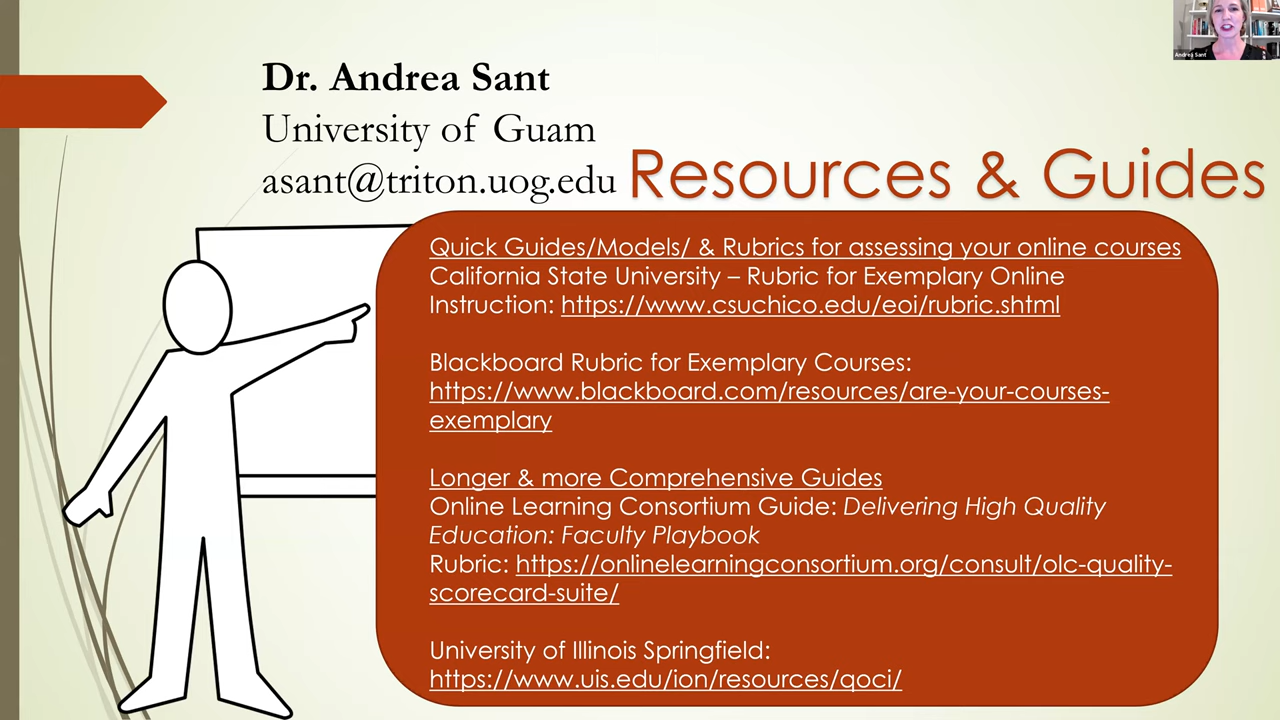 Dr. Andrea Sant
University of Guam
asant@triton.uog.edu
Resources & Guides
Quick Guides/Models/ & Rubrics for assessing your online courses
California State University – Rubric for Exemplary Online
Instruction: https://www.csuchico.edu/eoi/rubric.shtml
Blackboard Rubric for Exemplary Courses:
https://www.blackboard.com/resources/are-your-courses-
exemplary
Longer & more Comprehensive Guides
Online Learning Consortium Guide: Delivering High Quality
Education: Faculty Playbook
Rubric: https://onlinelearningconsortium.org/consult/olc-quality-
scorecard-suite/
University of Illinois Springfield:
https://www.uis.edu/ion/resources/qoci/
Andrea Sant